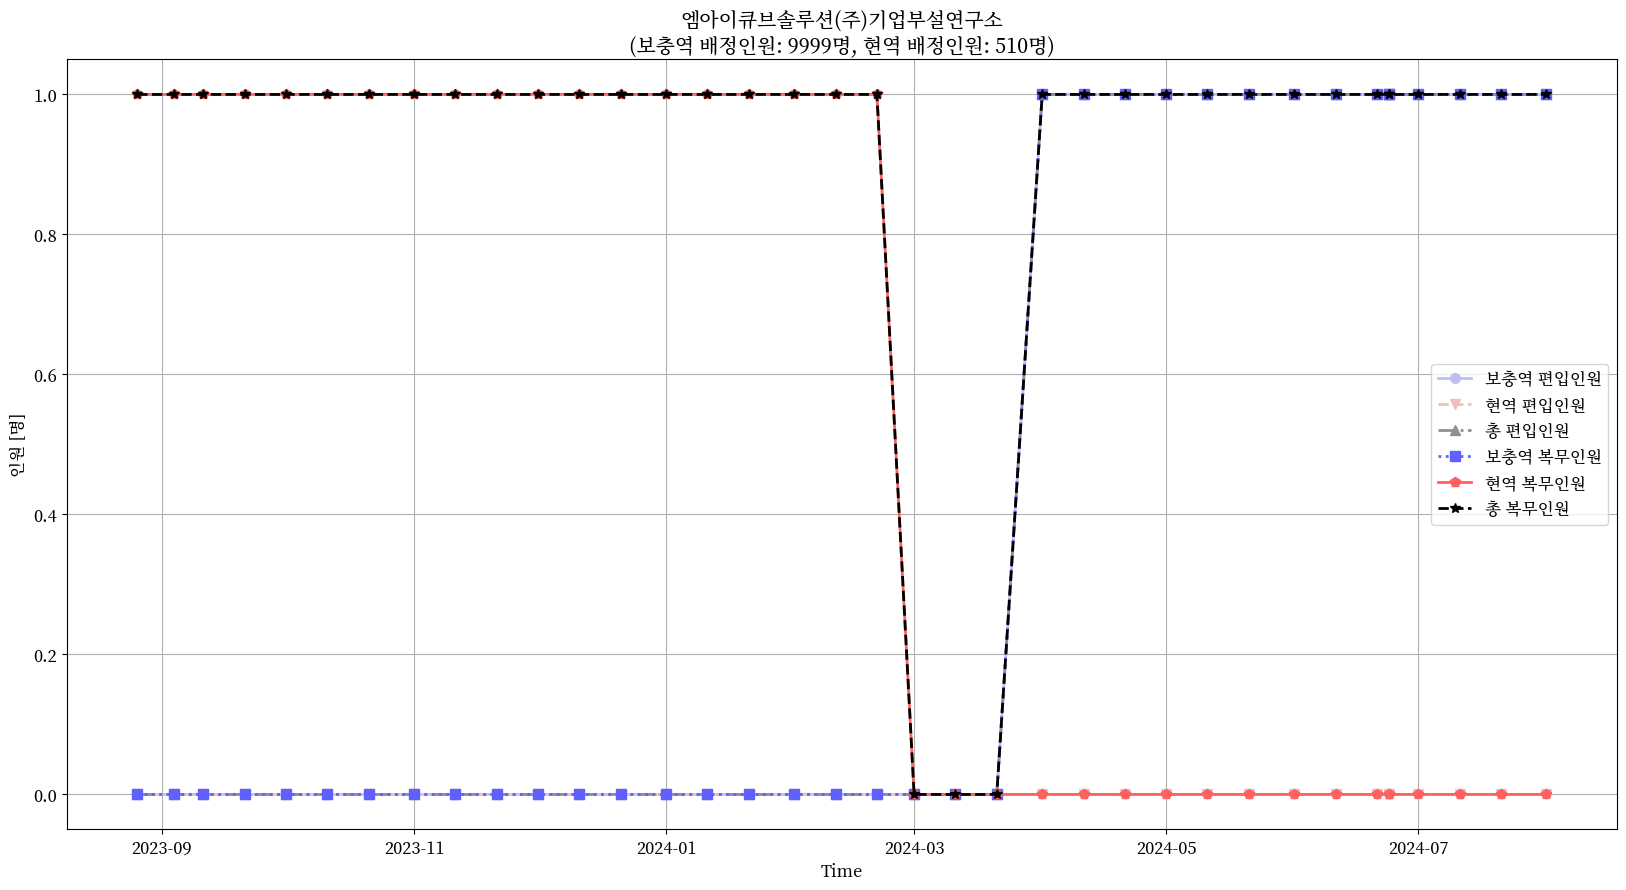 엠아이큐브솔루션(주)기업부설연구소
(보충역 배정인원: 9999명, 현역 배정인원: 510명)
1.0
0.8
0.6
0.4
0.2
0.0
인원 [명]
보충역 편입인원
현역 편입인원
총 편입인원
보충역 복무인원
현역 복무인원
총 복무인원
2023-09
2023-11
2024-01
2024-03
2024-05
2024-07
Time